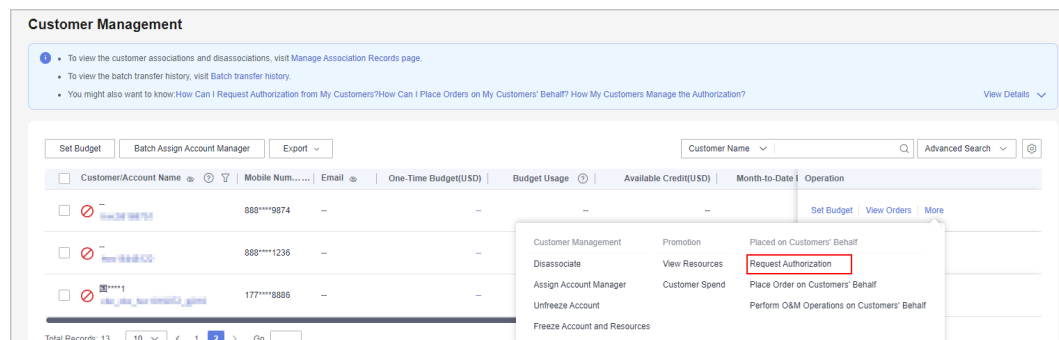 Customer Management
To view the customer associations and disassociations, visit Manage Association Records page.
To view the batch transfer history, visit Batch transfer history.
You might also want to know:How Can I Request Authorization from My Customers?How Can I Place Orders on My Customers' Behalf? How My Customers Manage the Authorization?
View Details
Set Budget Batch Assign Account Manager Export Customer Name Advanced Search
Customer/Account Name Mobile Num... ... Email One-Time Budget(USD) Budget Usage Available Credit(USD) Month-to-Date Operation
-- 888****9874 -- -- -- -- Set Budget View Orders More
-- 888****1236 -- --
国****1 177****8886 -- --
Customer Management Promotion Placed on Customers' Behalf
Disassociate View Resources Request Authorization
Assign Account Manager Customer Spend Place Order on Customers' Behalf
Unfreeze Account Perform O&M Operations on Customers' Behalf
Freeze Account and Resources
Total Records: 13 10 < 1 2 > Go